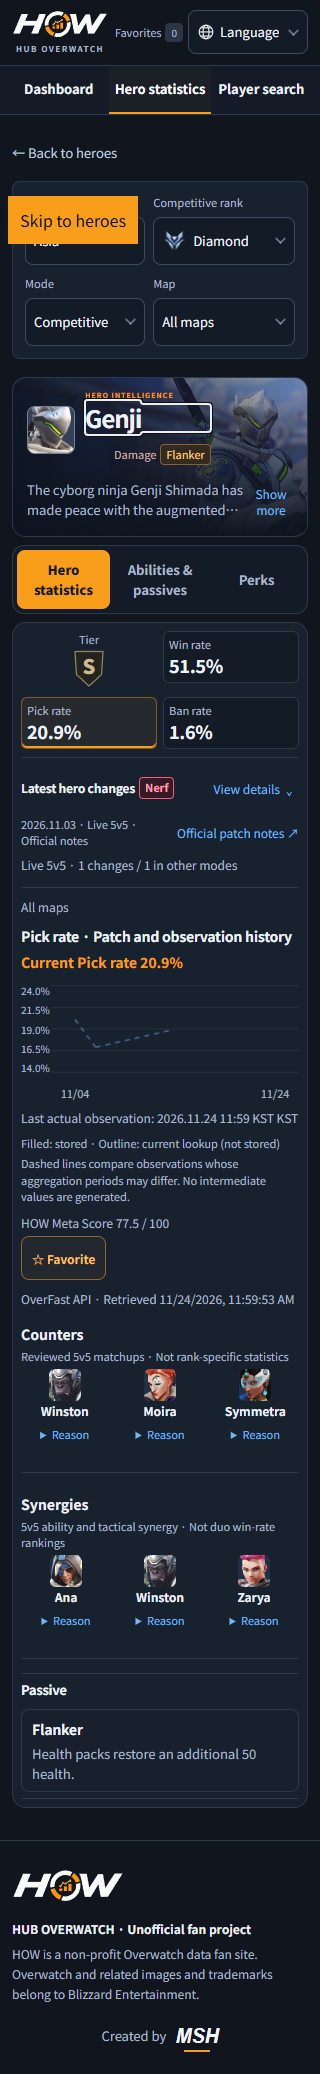 HOW
HUB OVERWATCH
Favorites 0
Language
Dashboard Hero statistics Player search
← Back to heroes
Skip to heroes
Competitive rank
Asia
Diamond
Mode
Map
Competitive
All maps
HERO INTELLIGENCE
Genji
Damage Flanker
The cyborg ninja Genji Shimada has
made peace with the augmented…
Show
more
Hero
statistics
Abilities &
passives
Perks
Tier
S
Win rate
51.5%
Pick rate
20.9%
Ban rate
1.6%
Latest hero changes Nerf
View details ⌄
2026.11.03 · Live 5v5 ·
Official notes
Official patch notes ↗
Live 5v5 · 1 changes / 1 in other modes
All maps
Pick rate · Patch and observation history
Current Pick rate 20.9%
24.0%
21.5%
19.0%
16.5%
14.0%
11/04 11/24
Last actual observation: 2026.11.24 11:59 KST KST
Filled: stored · Outline: current lookup (not stored)
Dashed lines compare observations whose
aggregation periods may differ. No intermediate
values are generated.
HOW Meta Score 77.5 / 100
☆ Favorite
OverFast API · Retrieved 11/24/2026, 11:59:53 AM
Counters
Reviewed 5v5 matchups · Not rank-specific statistics
Winston Moira Symmetra
▶ Reason ▶ Reason ▶ Reason
Synergies
5v5 ability and tactical synergy · Not duo win-rate
rankings
Ana Winston Zarya
▶ Reason ▶ Reason ▶ Reason
Passive
Flanker
Health packs restore an additional 50
health.
HOW
HUB OVERWATCH · Unofficial fan project
HOW is a non-profit Overwatch data fan site.
Overwatch and related images and trademarks
belong to Blizzard Entertainment.
Created by MSH